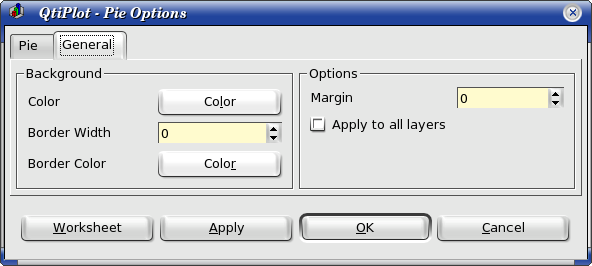 QtiPlot - Pie Options
Pie
General
Background
Color
Color
Border Width
0
Border Color
Color
Options
Margin
0
Apply to all layers
Worksheet
Apply
OK
Cancel